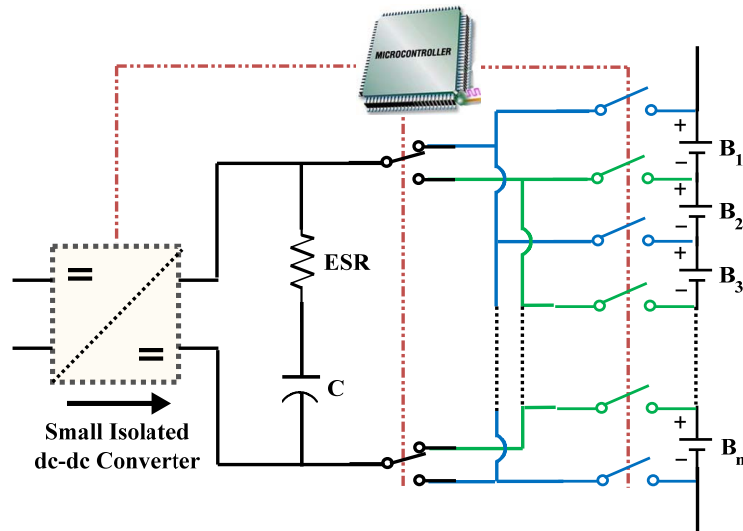 MICROCONTROLLER
+
B1
−
+
B2
−
+
B3
−
ESR
C
Small Isolated
dc-dc Converter
+
Bn
−